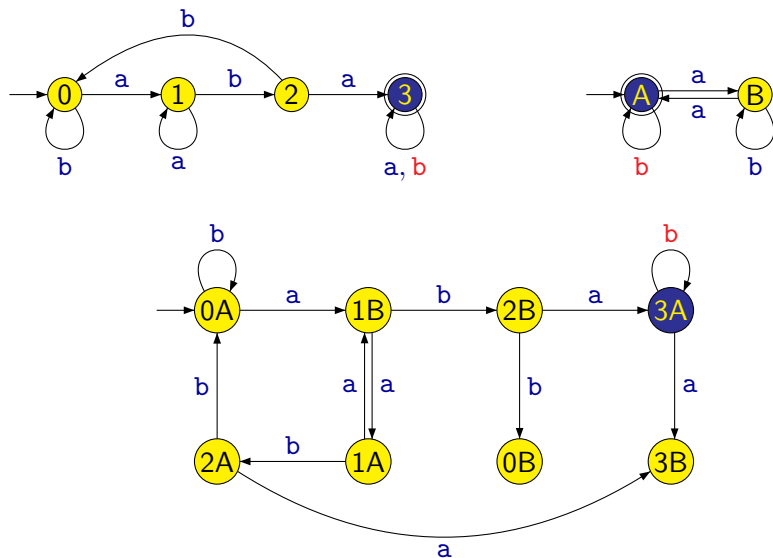 b
a b a a
0 1 2 3 A B
a
b a a, b b b
b b
a b a
0A 1B 2B 3A
b a a b a
b
2A 1A 0B 3B
a